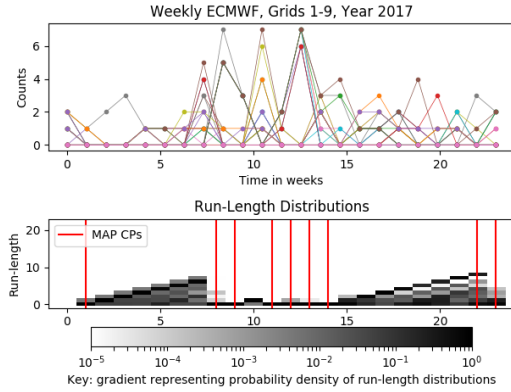 Weekly ECMWF, Grids 1-9, Year 2017
Counts
6
4
2
0
0 5 10 15 20
Time in weeks
Run-Length Distributions
Run-length
20
10
0
MAP CPs
0 5 10 15 20
10⁻⁵ 10⁻⁴ 10⁻³ 10⁻² 10⁻¹ 10⁰
Key: gradient representing probability density of run-length distributions